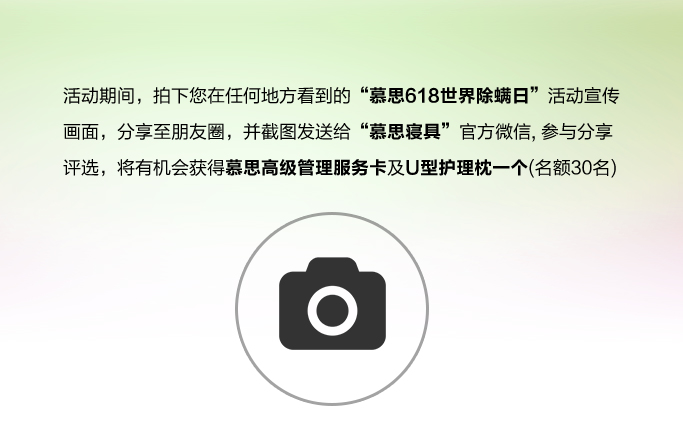 活动期间，拍下您在任何地方看到的“慕思618世界除螨日”活动宣传
画面，分享至朋友圈，并截图发送给“慕思寝具”官方微信, 参与分享
评选，将有机会获得慕思高级管理服务卡及U型护理枕一个(名额30名)